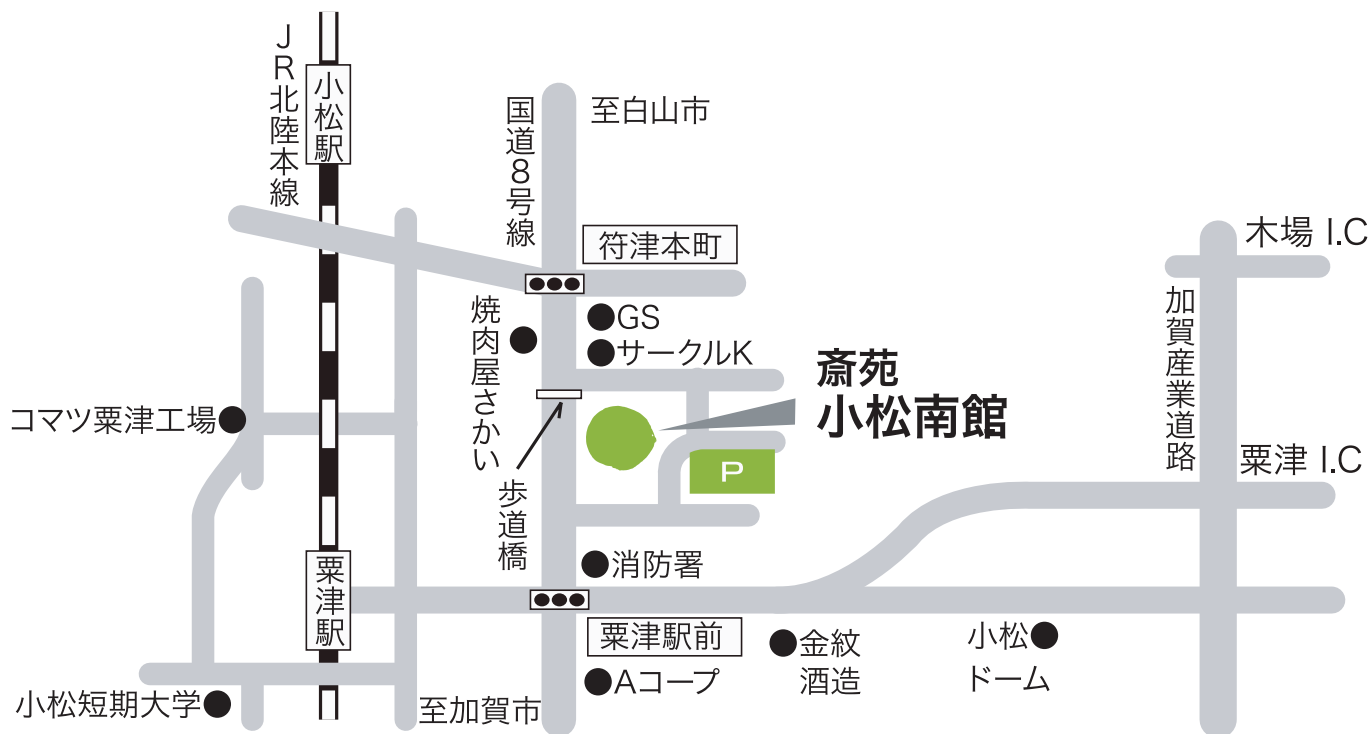 JR北陸本線
小松駅
国道8号線
至白山市
符津本町
木場 I.C
GS
サークルK
焼肉屋さかい
斎苑
小松南館
加賀産業道路
コマツ粟津工場
粟津 I.C
P
歩道橋
消防署
粟津駅
粟津駅前
金紋
酒造
小松
ドーム
Aコープ
小松短期大学
至加賀市